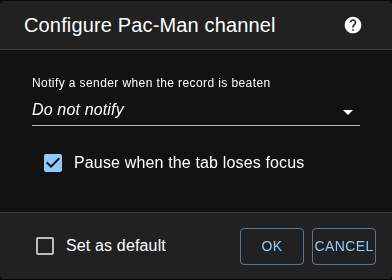 Configure Pac-Man channel
Notify a sender when the record is beaten
Do not notify
Pause when the tab loses focus
Set as default
OK
CANCEL